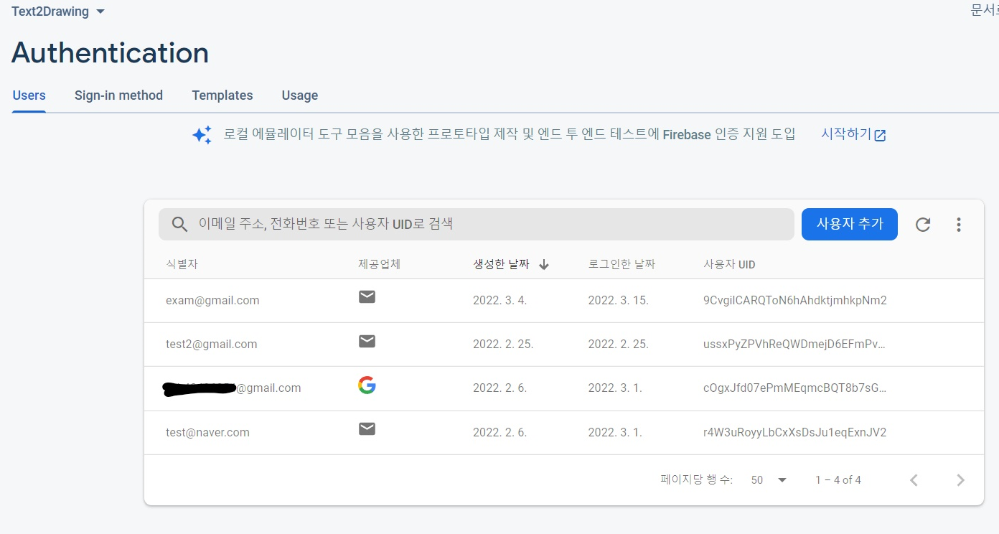 Text2Drawing
Authentication
Users Sign-in method Templates Usage
로컬 에뮬레이터 도구 모음을 사용한 프로토타입 제작 및 엔드 투 엔드 테스트에 Firebase 인증 지원 도입 시작하기
이메일 주소, 전화번호 또는 사용자 UID로 검색 사용자 추가
식별자 제공업체 생성한 날짜 로그인한 날짜 사용자 UID
exam@gmail.com 2022. 3. 4. 2022. 3. 15. 9CvgilCARQToN6hAhdktjmhkpNm2
test2@gmail.com 2022. 2. 25. 2022. 2. 25. ussxPyZPVhReQWDmejD6EFmPv...
@gmail.com 2022. 2. 6. 2022. 3. 1. cOgxJfd07ePmMEqmcBQT8b7sG...
test@naver.com 2022. 2. 6. 2022. 3. 1. r4W3uRoyyLbCxXsDsJu1eqExnJV2
페이지당 행 수: 50 1 – 4 of 4